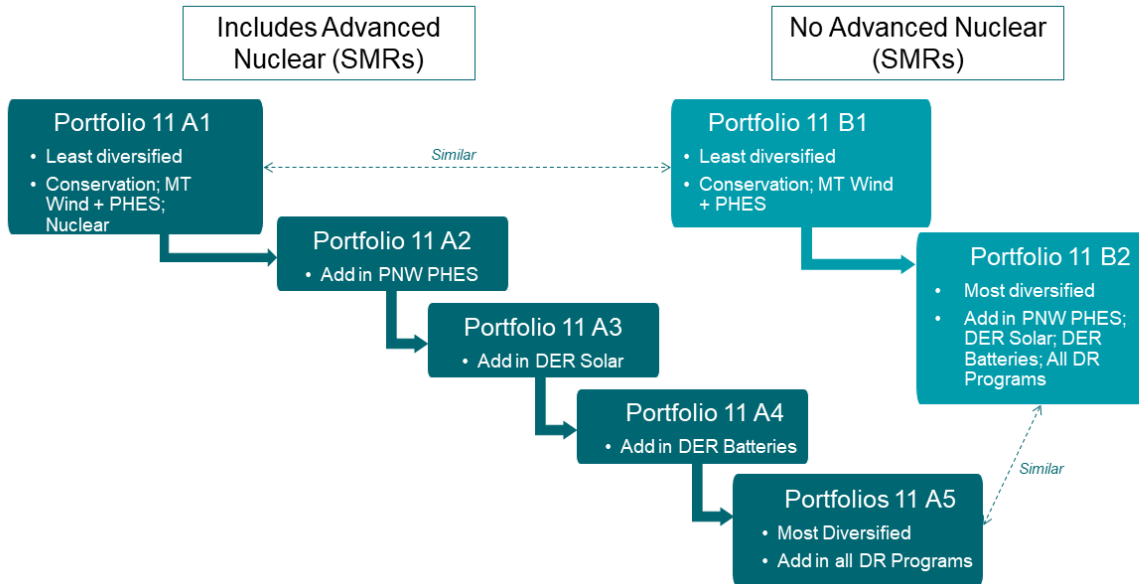 Includes Advanced
Nuclear (SMRs)
No Advanced Nuclear
(SMRs)
Portfolio 11 A1
• Least diversified
• Conservation; MT
Wind + PHES;
Nuclear
Similar
Portfolio 11 B1
• Least diversified
• Conservation; MT Wind
+ PHES
Portfolio 11 A2
• Add in PNW PHES
Portfolio 11 B2
• Most diversified
• Add in PNW PHES;
DER Solar; DER
Batteries; All DR
Programs
Portfolio 11 A3
• Add in DER Solar
Portfolio 11 A4
• Add in DER Batteries
Similar
Portfolios 11 A5
• Most Diversified
• Add in all DR Programs